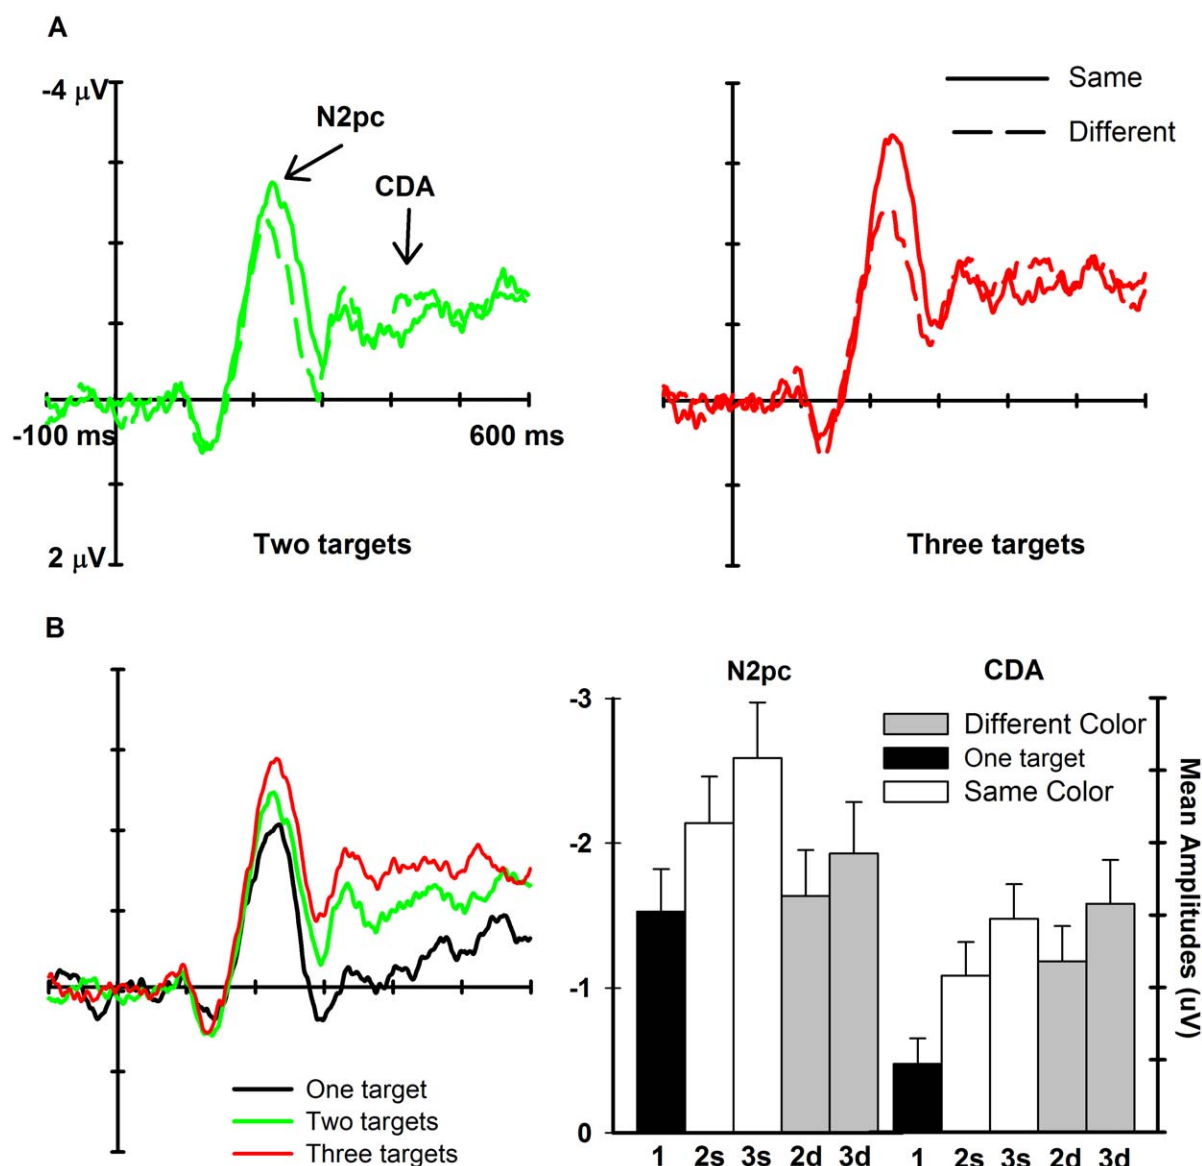 A
-4 μV
N2pc
CDA
Same
Different
-100 ms
600 ms
2 μV
Two targets
Three targets
B
One target
Two targets
Three targets
N2pc
CDA
-3
-2
-1
0
Different Color
One target
Same Color
Mean Amplitudes (uV)
1 2s 3s 2d 3d 1 2s 3s 2d 3d